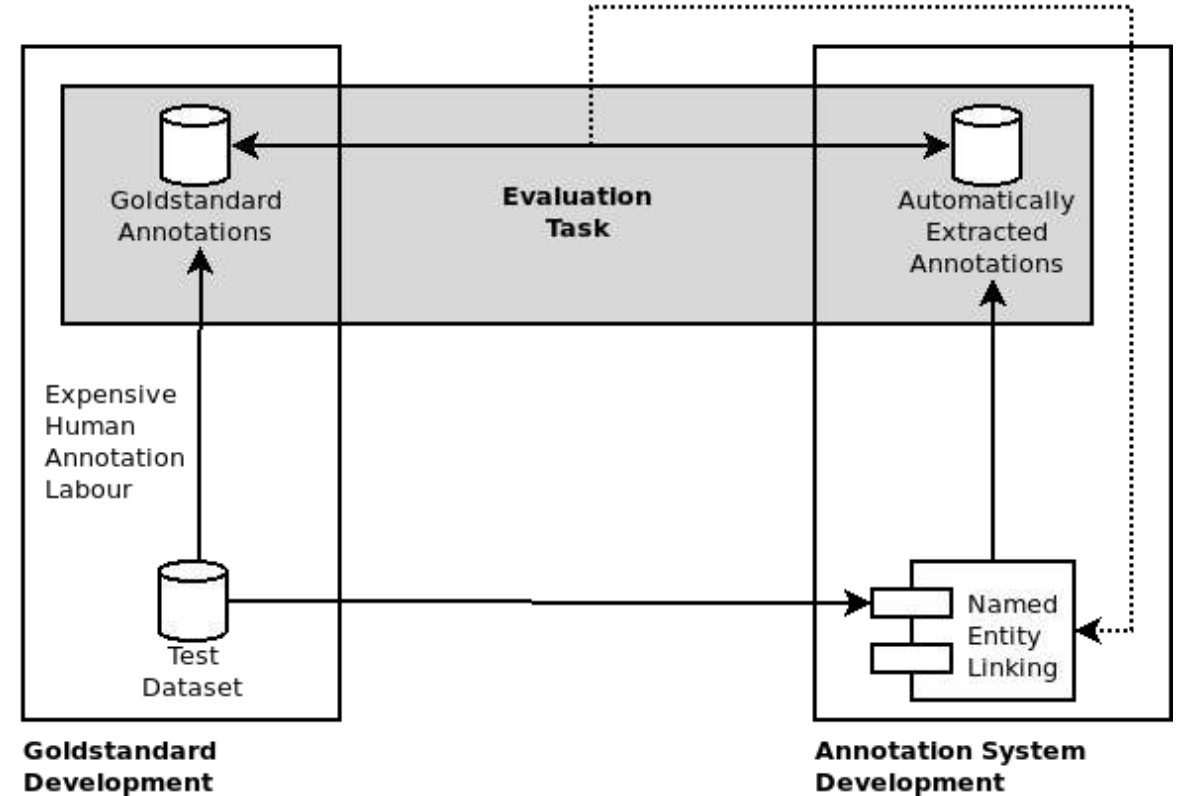 Goldstandard
Annotations
Evaluation
Task
Automatically
Extracted
Annotations
Expensive
Human
Annotation
Labour
Test
Dataset
Named
Entity
Linking
Goldstandard
Development
Annotation System
Development